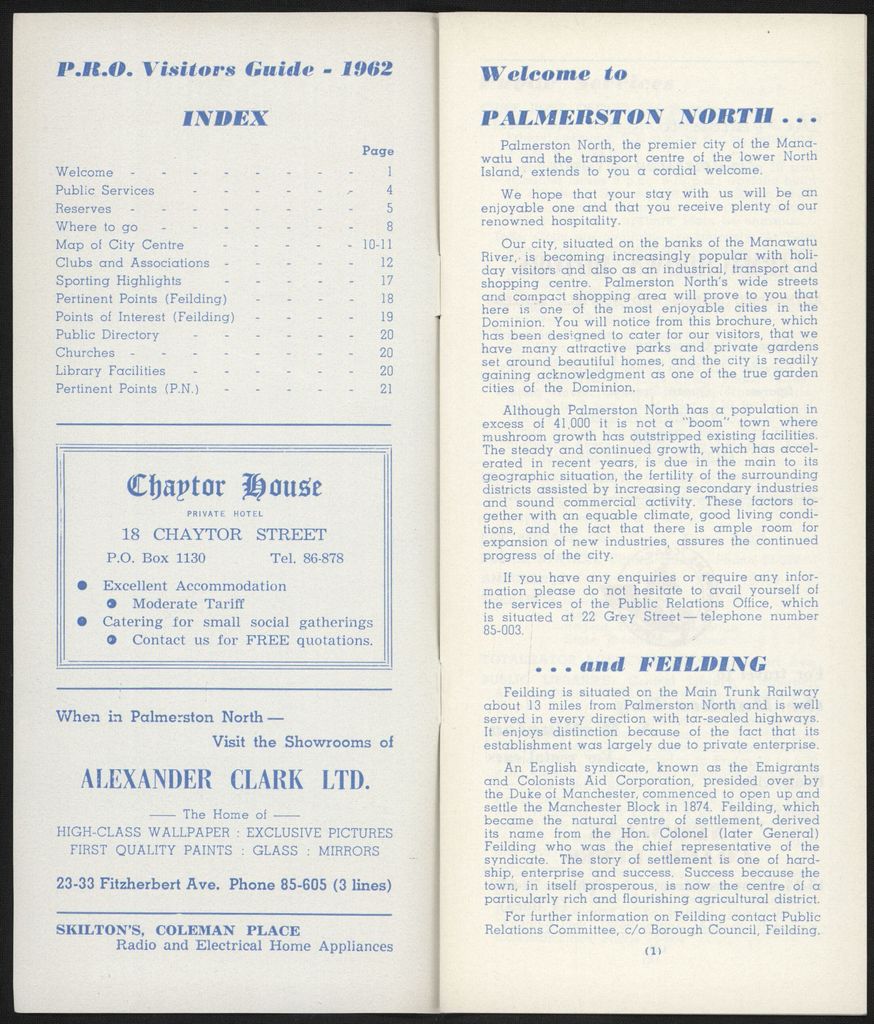 P.R.O. Visitors Guide - 1962
INDEX
Page
Welcome - - - - - - - - 1
Public Services - - - - - - 4
Reserves - - - - - - - - 5
Where to go - - - - - - - 8
Map of City Centre - - - - - 10-11
Clubs and Associations - - - - - 12
Sporting Highlights - - - - - 17
Pertinent Points (Feilding) - - - - 18
Points of Interest (Feilding) - - - - 19
Public Directory - - - - - - 20
Churches - - - - - - - - 20
Library Facilities - - - - - - 20
Pertinent Points (P.N.) - - - - - 21
Chaytor House
PRIVATE HOTEL
18 CHAYTOR STREET
P.O. Box 1130 Tel. 86-878
● Excellent Accommodation
● Moderate Tariff
● Catering for small social gatherings
● Contact us for FREE quotations.
When in Palmerston North —
Visit the Showrooms of
ALEXANDER CLARK LTD.
— The Home of —
HIGH-CLASS WALLPAPER : EXCLUSIVE PICTURES
FIRST QUALITY PAINTS : GLASS : MIRRORS
23-33 Fitzherbert Ave. Phone 85-605 (3 lines)
SKILTON'S, COLEMAN PLACE
Radio and Electrical Home Appliances
Welcome to
PALMERSTON NORTH . . .
Palmerston North, the premier city of the Mana-
watu and the transport centre of the lower North
Island, extends to you a cordial welcome.
We hope that your stay with us will be an
enjoyable one and that you receive plenty of our
renowned hospitality.
Our city, situated on the banks of the Manawatu
River, is becoming increasingly popular with holi-
day visitors and also as an industrial, transport and
shopping centre. Palmerston North's wide streets
and compact shopping area will prove to you that
here is one of the most enjoyable cities in the
Dominion. You will notice from this brochure, which
has been designed to cater for our visitors, that we
have many attractive parks and private gardens
set around beautiful homes, and the city is readily
gaining acknowledgment as one of the true garden
cities of the Dominion.
Although Palmerston North has a population in
excess of 41,000 it is not a "boom" town where
mushroom growth has outstripped existing facilities.
The steady and continued growth, which has accel-
erated in recent years, is due in the main to its
geographic situation, the fertility of the surrounding
districts assisted by increasing secondary industries
and sound commercial activity. These factors to-
gether with an equable climate, good living condi-
tions, and the fact that there is ample room for
expansion of new industries, assures the continued
progress of the city.
If you have any enquiries or require any infor-
mation please do not hesitate to avail yourself of
the services of the Public Relations Office, which
is situated at 22 Grey Street — telephone number
85-003.
. . . and FEILDING
Feilding is situated on the Main Trunk Railway
about 13 miles from Palmerston North and is well
served in every direction with tar-sealed highways.
It enjoys distinction because of the fact that its
establishment was largely due to private enterprise.
An English syndicate, known as the Emigrants
and Colonists Aid Corporation, presided over by
the Duke of Manchester, commenced to open up and
settle the Manchester Block in 1874. Feilding, which
became the natural centre of settlement, derived
its name from the Hon. Colonel (later General)
Feilding who was the chief representative of the
syndicate. The story of settlement is one of hard-
ship, enterprise and success. Success because the
town, in itself prosperous, is now the centre of a
particularly rich and flourishing agricultural district.
For further information on Feilding contact Public
Relations Committee, c/o Borough Council, Feilding.
(1)